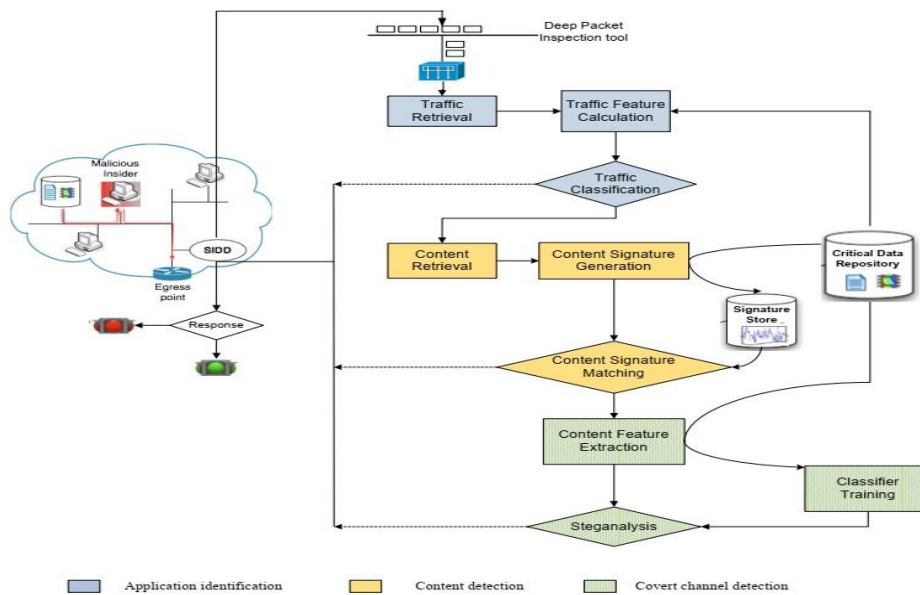 Deep Packet
Inspection tool
Traffic
Retrieval
Traffic Feature
Calculation
Malicious
Insider
Traffic
Classification
SIDD
Egress
point
Content
Retrieval
Content Signature
Generation
Critical Data
Repository
Signature
Store
Response
Content Signature
Matching
Content Feature
Extraction
Classifier
Training
Steganalysis
Application identification
Content detection
Covert channel detection